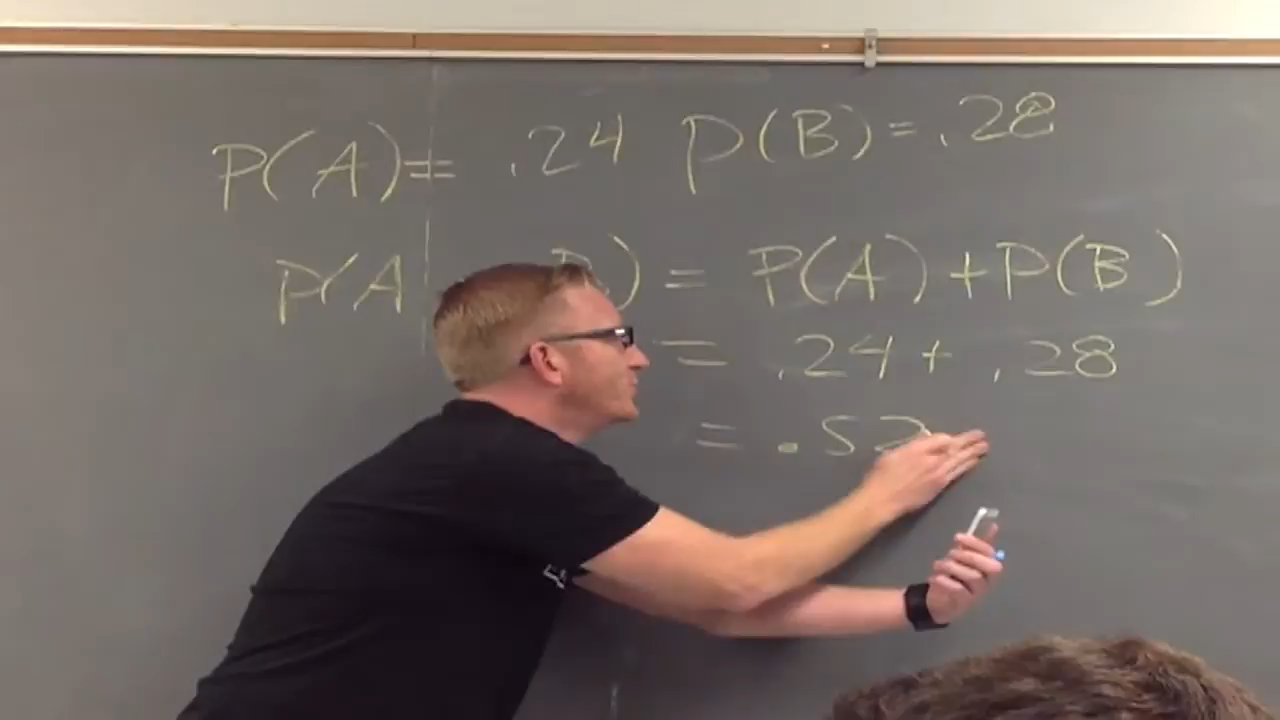 P(A) = .24 P(B) = .28
P(A B) = P(A) + P(B)
= .24 + .28
= .52